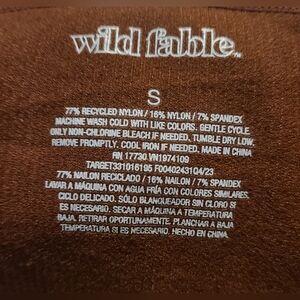 wild fable™
S
77% RECYCLED NYLON / 16% NYLON / 7% SPANDEX
MACHINE WASH COLD WITH LIKE COLORS. GENTLE CYCLE.
ONLY NON-CHLORINE BLEACH IF NEEDED. TUMBLE DRY LOW.
REMOVE PROMPTLY. COOL IRON IF NEEDED. MADE IN CHINA
RN 17730 VN1974109
TARGET331016195 F0040243104/23
77% NAILON RECICLADO / 16% NAILON / 7% SPANDEX
LAVAR A MÁQUINA CON AGUA FRÍA CON COLORES SIMILARES.
CICLO DELICADO. SÓLO BLANQUEADOR SIN CLORO SI
ES NECESARIO. SECAR A MÁQUINA A TEMPERATURA
BAJA. RETIRAR OPORTUNAMENTE. PLANCHAR A BAJA
TEMPERATURA SI ES NECESARIO. HECHO EN CHINA.